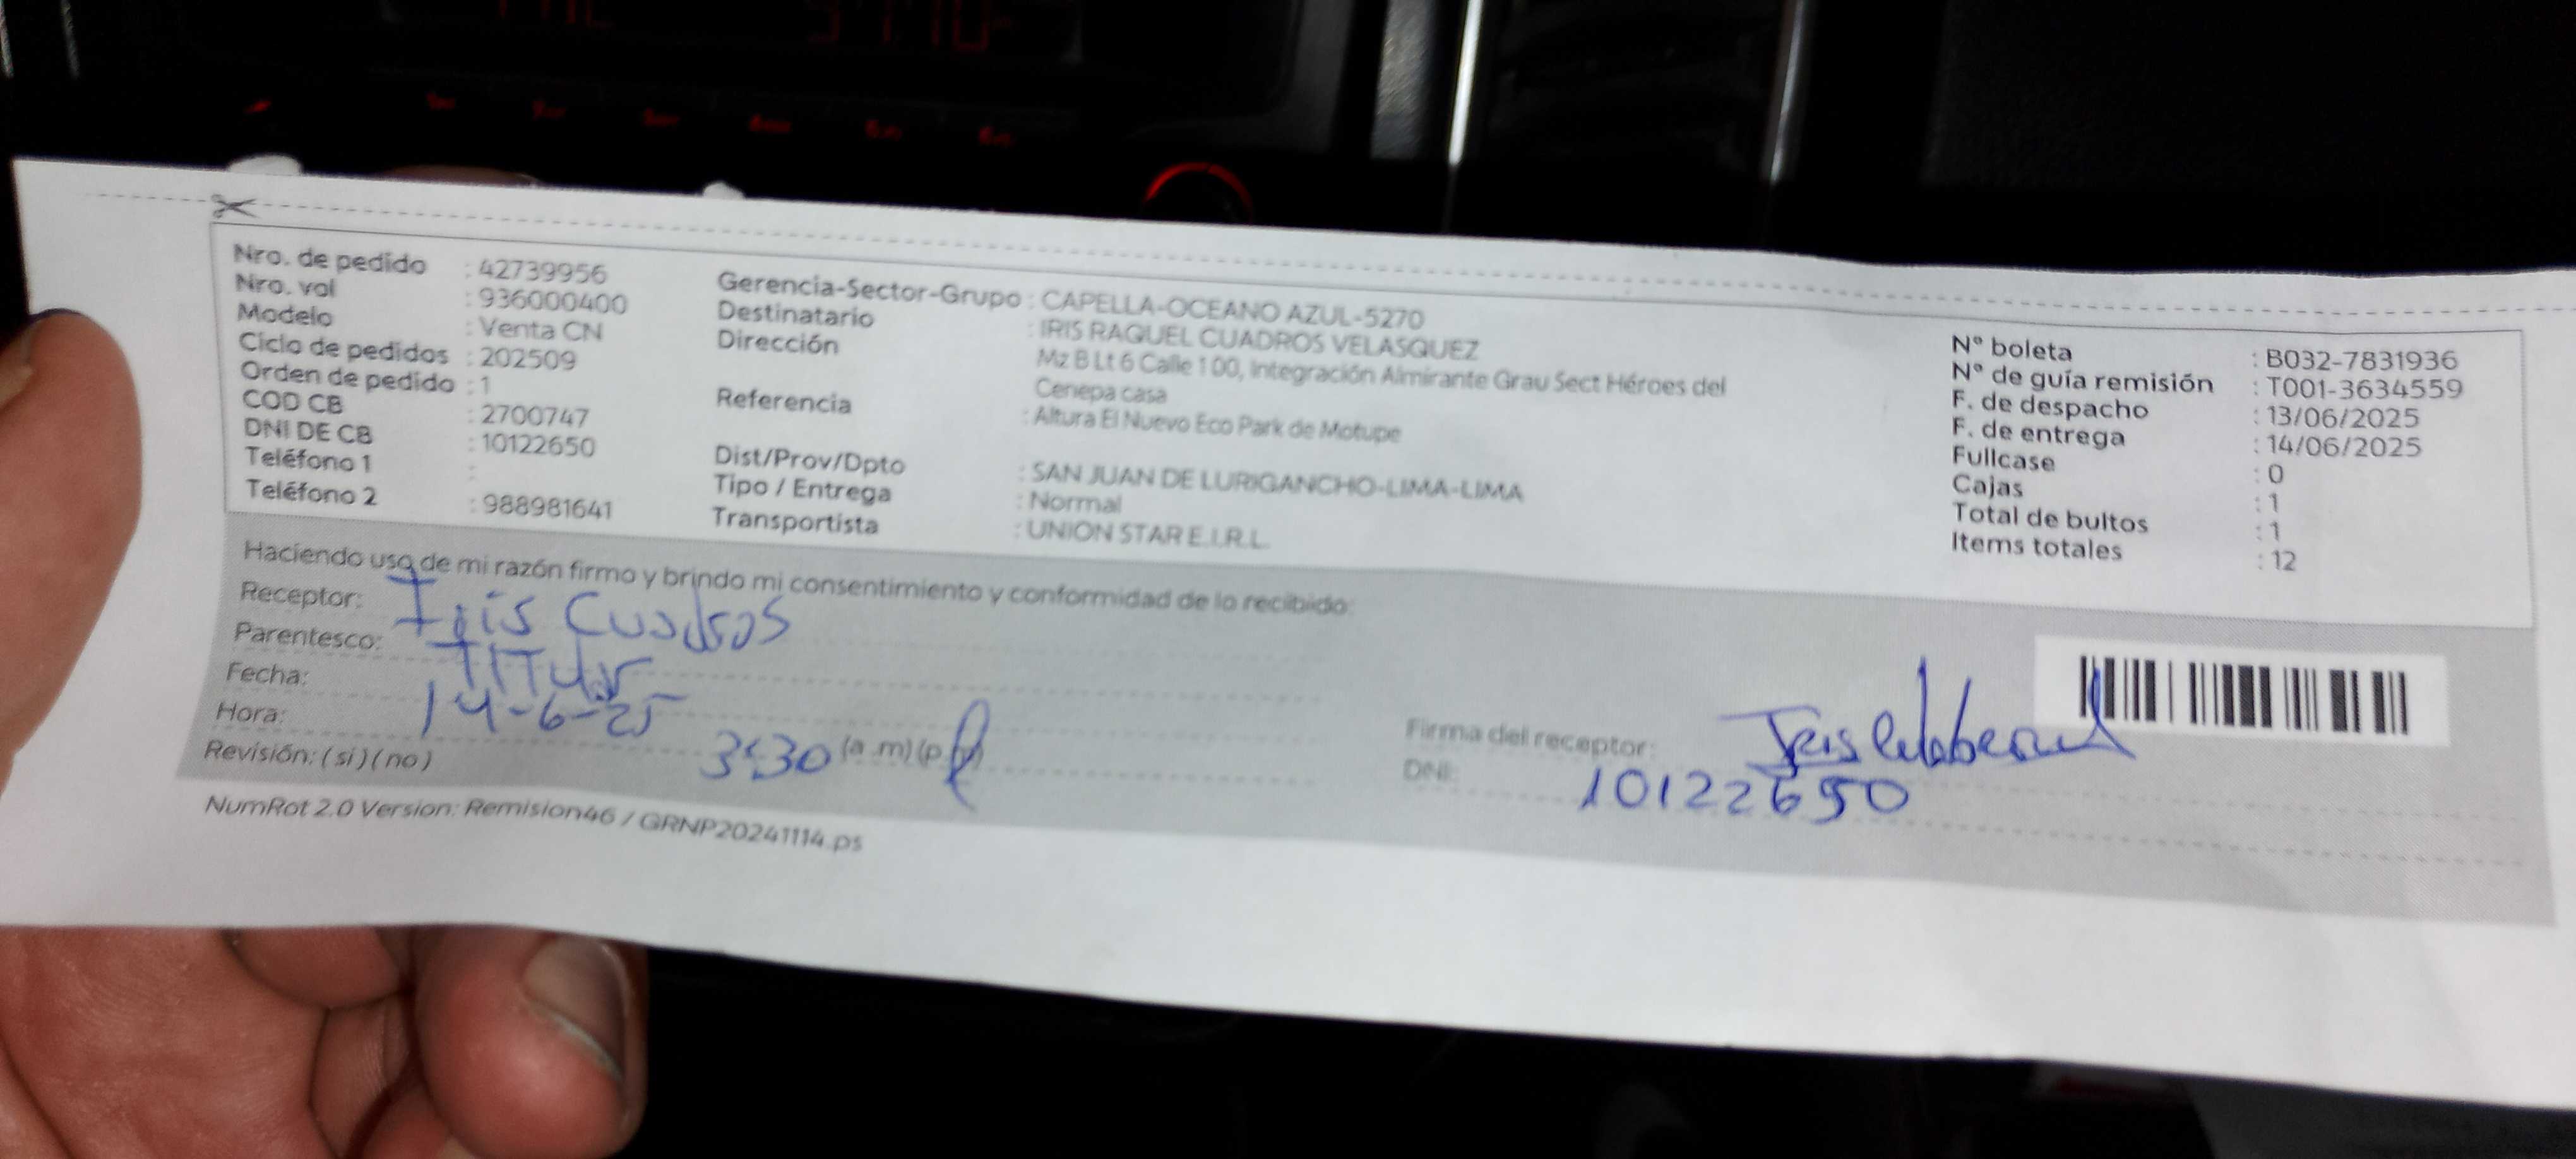 Nro. de pedido : 42739956
Nro. vol : 936000400
Modelo : Venta CN
Ciclo de pedidos : 202509
Orden de pedido : 1
COD CB : 2700747
DNI DE CB : 10122650
Teléfono 1 :
Teléfono 2 : 988981641
Gerencia-Sector-Grupo : CAPELLA-OCEANO AZUL-5270
Destinatario : IRIS RAQUEL CUADROS VELASQUEZ
Dirección Mz B Lt 6 Calle 100, Integración Almirante Grau Sect Héroes del
Cenepa casa
Referencia : Altura El Nuevo Eco Park de Motupe
Dist/Prov/Dpto : SAN JUAN DE LURIGANCHO-LIMA-LIMA
Tipo / Entrega : Normal
Transportista : UNION STAR E.I.R.L.
N° boleta : B032-7831936
N° de guía remisión : T001-3634559
F. de despacho : 13/06/2025
F. de entrega : 14/06/2025
Fullcase : 0
Cajas : 1
Total de bultos : 1
Items totales : 12
Haciendo uso de mi razón firmo y brindo mi consentimiento y conformidad de lo recibido:
Receptor: Iris Cuadros
Parentesco:
Fecha: 14-6-25
Hora: 3:30 (a .m) (p
Revisión: ( si ) ( no )
Firma del receptor: Iris
DNI: 10122650
NumRot 2.0 Version: Remision46 / GRNP20241114.ps